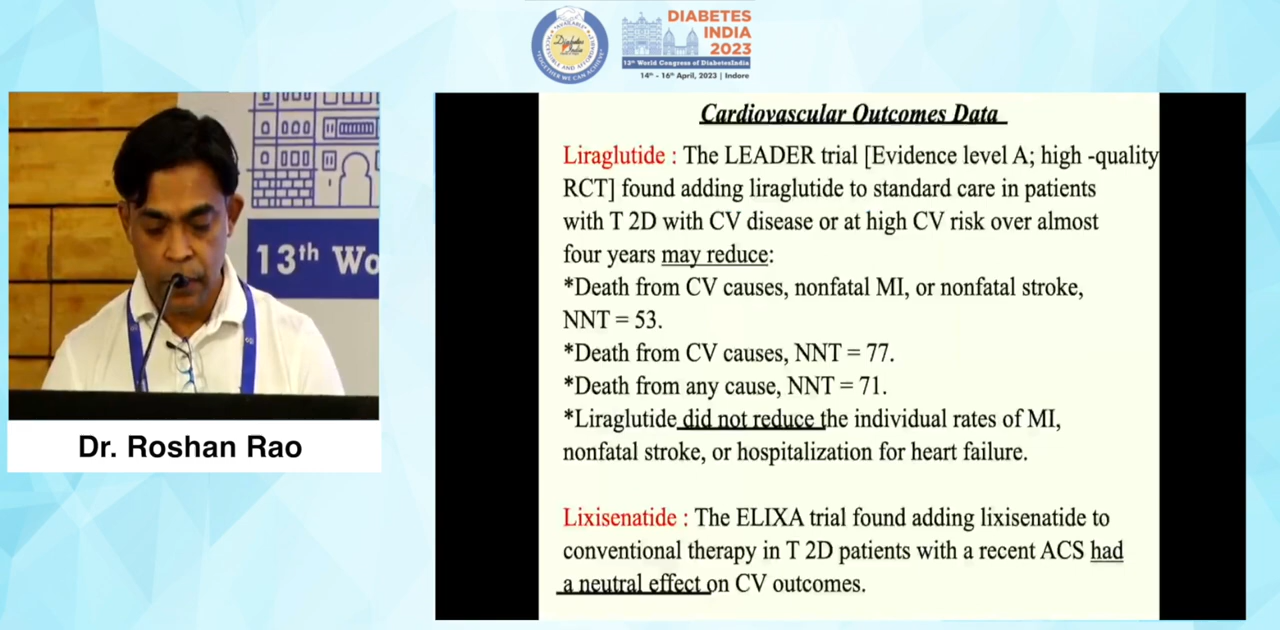 DIABETES
INDIA
2023
13th World Congress of DiabetesIndia
14th - 16th April, 2023 | Indore
TOGETHER WE CAN ACHIEVE
13th Wo
Dr. Roshan Rao
Cardiovascular Outcomes Data
Liraglutide : The LEADER trial [Evidence level A; high -quality
RCT] found adding liraglutide to standard care in patients
with T 2D with CV disease or at high CV risk over almost
four years may reduce:
*Death from CV causes, nonfatal MI, or nonfatal stroke,
NNT = 53.
*Death from CV causes, NNT = 77.
*Death from any cause, NNT = 71.
*Liraglutide did not reduce the individual rates of MI,
nonfatal stroke, or hospitalization for heart failure.
Lixisenatide : The ELIXA trial found adding lixisenatide to
conventional therapy in T 2D patients with a recent ACS had
a neutral effect on CV outcomes.